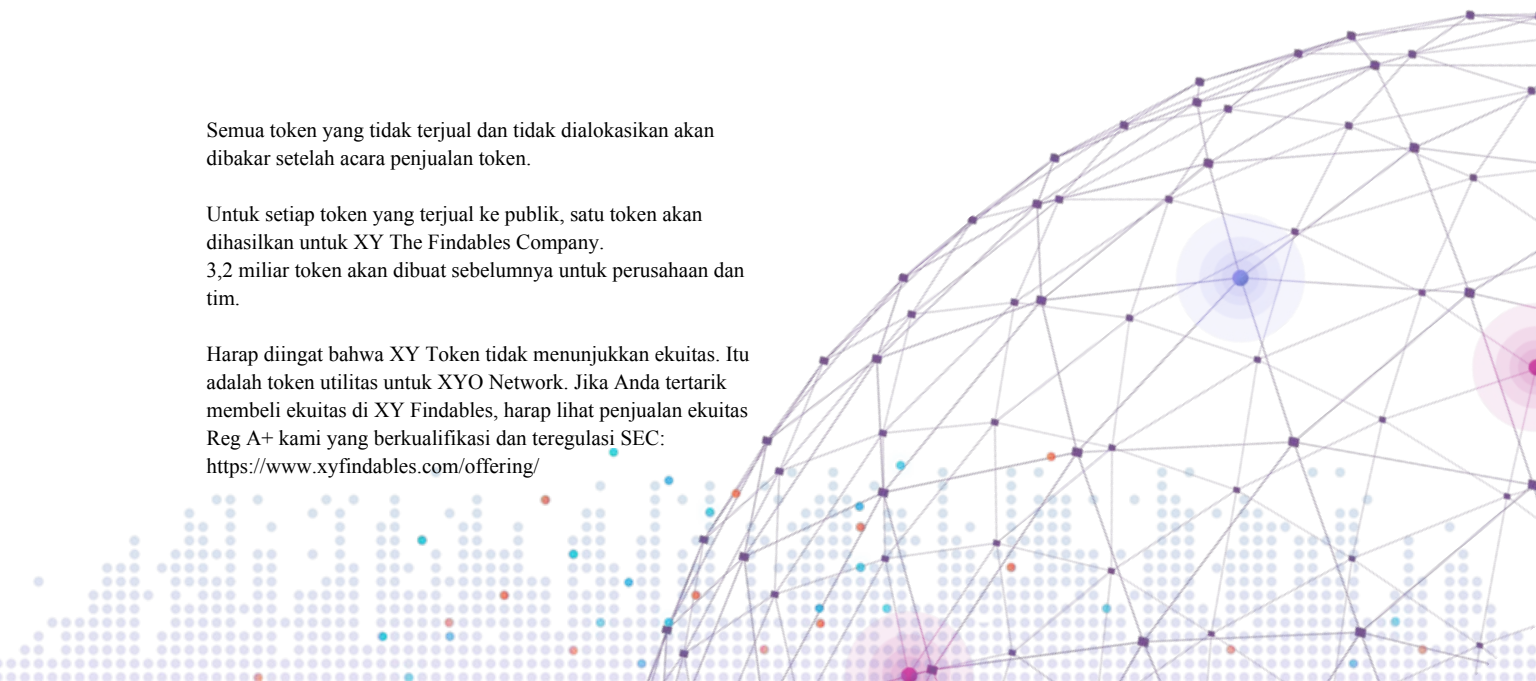 Semua token yang tidak terjual dan tidak dialokasikan akan
dibakar setelah acara penjualan token.
Untuk setiap token yang terjual ke publik, satu token akan
dihasilkan untuk XY The Findables Company.
3,2 miliar token akan dibuat sebelumnya untuk perusahaan dan
tim.
Harap diingat bahwa XY Token tidak menunjukkan ekuitas. Itu
adalah token utilitas untuk XYO Network. Jika Anda tertarik
membeli ekuitas di XY Findables, harap lihat penjualan ekuitas
Reg A+ kami yang berkualifikasi dan teregulasi SEC:
https://www.xyfindables.com/offering/